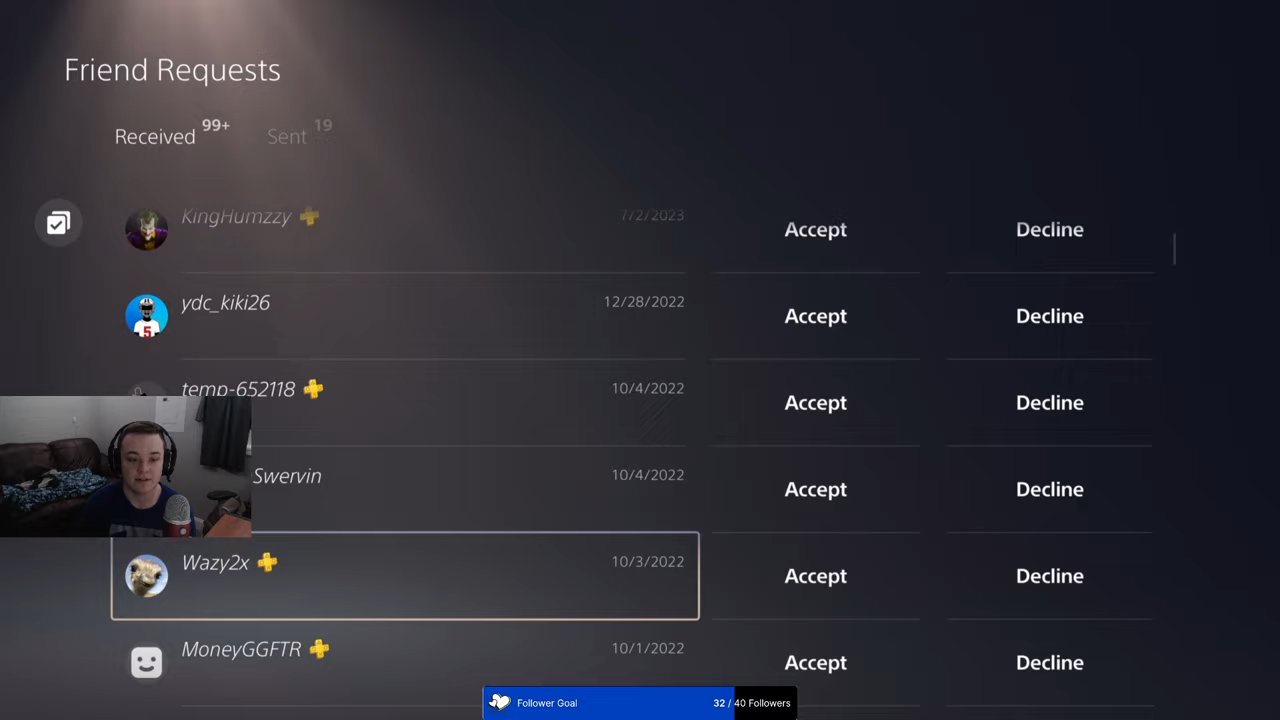 Friend Requests
Received 99+ Sent 19
KingHumzzy 7/2/2023 Accept Decline
ydc_kiki26 12/28/2022 Accept Decline
temp-652118 10/4/2022 Accept Decline
Swervin 10/4/2022 Accept Decline
Wazy2x 10/3/2022 Accept Decline
MoneyGGFTR 10/1/2022 Accept Decline
Follower Goal 32 / 40 Followers